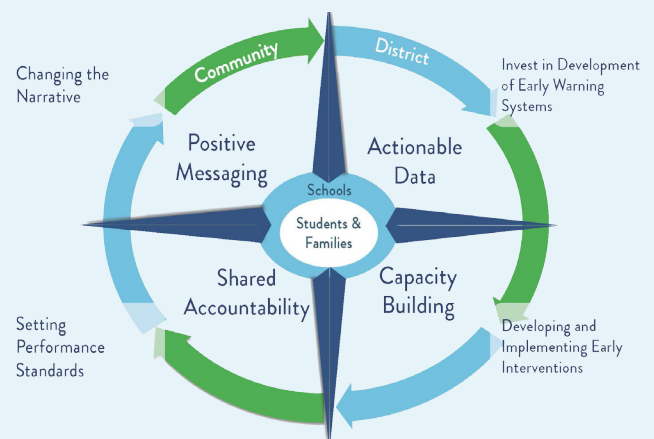 Community
District
Changing the
Narrative
Invest in Development
of Early Warning
Systems
Positive
Messaging
Actionable
Data
Schools
Students &
Families
Shared
Accountability
Capacity
Building
Setting
Performance
Standards
Developing and
Implementing Early
Interventions